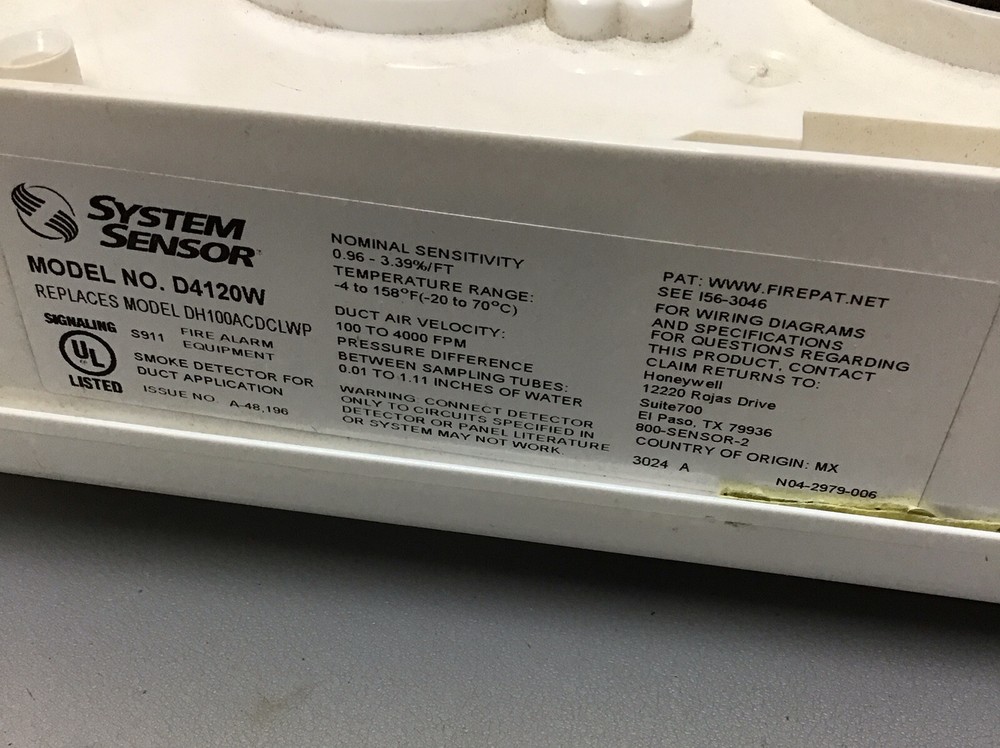 SYSTEM
SENSOR™
MODEL NO. D4120W
REPLACES MODEL DH100ACDCLWP
SIGNALING
UL
LISTED
S911 FIRE ALARM
EQUIPMENT
SMOKE DETECTOR FOR
DUCT APPLICATION
ISSUE NO. A-48,196
NOMINAL SENSITIVITY
0.96 - 3.39%/FT
TEMPERATURE RANGE:
-4 to 158°F(-20 to 70°C)
DUCT AIR VELOCITY:
100 TO 4000 FPM
PRESSURE DIFFERENCE
BETWEEN SAMPLING TUBES:
0.01 TO 1.11 INCHES OF WATER
WARNING. CONNECT DETECTOR
ONLY TO CIRCUITS SPECIFIED IN
DETECTOR OR PANEL LITERATURE
OR SYSTEM MAY NOT WORK.
PAT: WWW.FIREPAT.NET
SEE I56-3046
FOR WIRING DIAGRAMS
AND SPECIFICATIONS
FOR QUESTIONS REGARDING
THIS PRODUCT, CONTACT
CLAIM RETURNS TO:
Honeywell
12220 Rojas Drive
Suite700
El Paso, TX 79936
800-SENSOR-2
COUNTRY OF ORIGIN: MX
3024 A
N04-2979-006